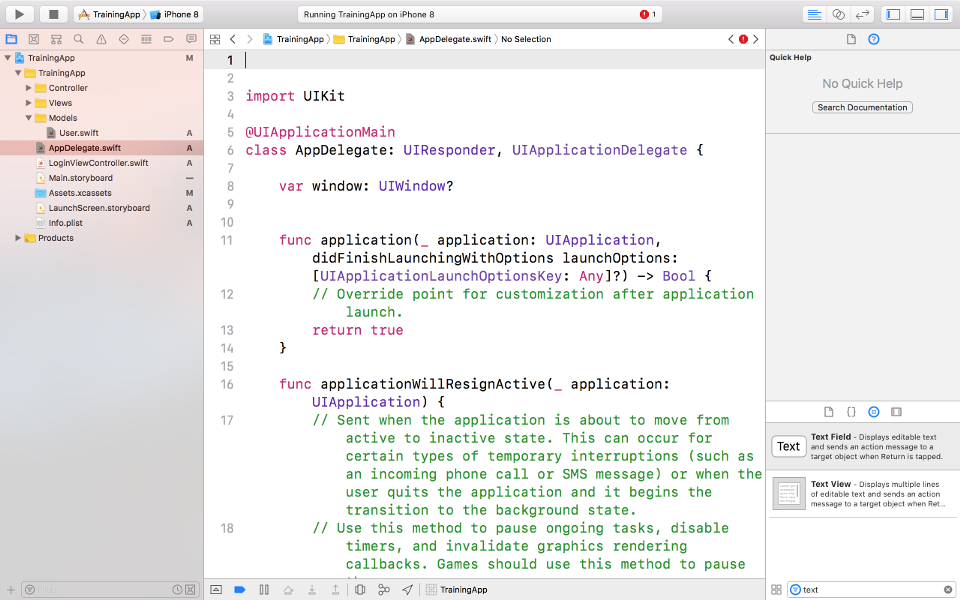 TrainingApp
iPhone 8
Running TrainingApp on iPhone 8
1
TrainingApp
TrainingApp
AppDelegate.swift
No Selection
TrainingApp M
TrainingApp
Controller
Views
Models
User.swift A
AppDelegate.swift A
LoginViewController.swift A
Main.storyboard
Assets.xcassets M
LaunchScreen.storyboard A
Info.plist A
Products
1
2
3 import UIKit
4
5 @UIApplicationMain
6 class AppDelegate: UIResponder, UIApplicationDelegate {
7
8 var window: UIWindow?
9
10
11 func application(_ application: UIApplication,
didFinishLaunchingWithOptions launchOptions:
[UIApplicationLaunchOptionsKey: Any]?) -> Bool {
12 // Override point for customization after application
launch.
13 return true
14 }
15
16 func applicationWillResignActive(_ application:
UIApplication) {
17 // Sent when the application is about to move from
active to inactive state. This can occur for
certain types of temporary interruptions (such as
an incoming phone call or SMS message) or when the
user quits the application and it begins the
transition to the background state.
18 // Use this method to pause ongoing tasks, disable
timers, and invalidate graphics rendering
callbacks. Games should use this method to pause
TrainingApp
Quick Help
No Quick Help
Search Documentation
Text
Text Field - Displays editable text
and sends an action message to a
target object when Return is tapped.
Text View - Displays multiple lines
of editable text and sends an action
message to a target object when Ret...
text